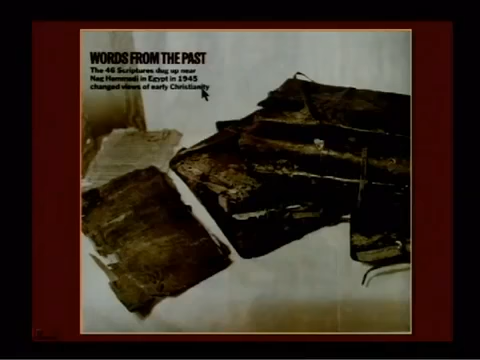 WORDS FROM THE PAST
The 46 Scriptures dug up near
Nag Hammadi in Egypt in 1945
changed views of early Christianity